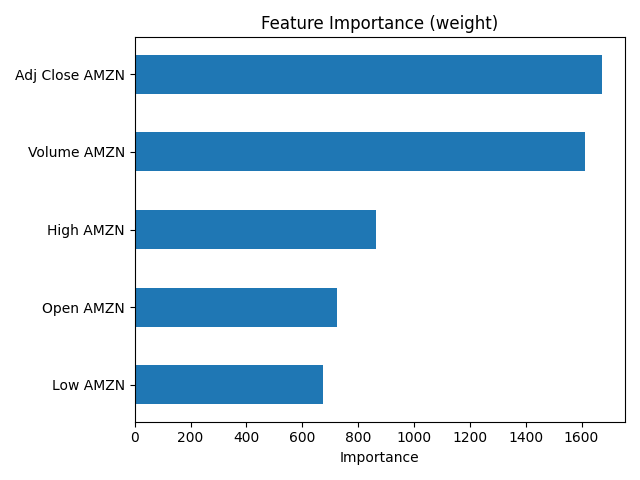 Feature Importance (weight)
Adj Close AMZN
Volume AMZN
High AMZN
Open AMZN
Low AMZN
0 200 400 600 800 1000 1200 1400 1600
Importance